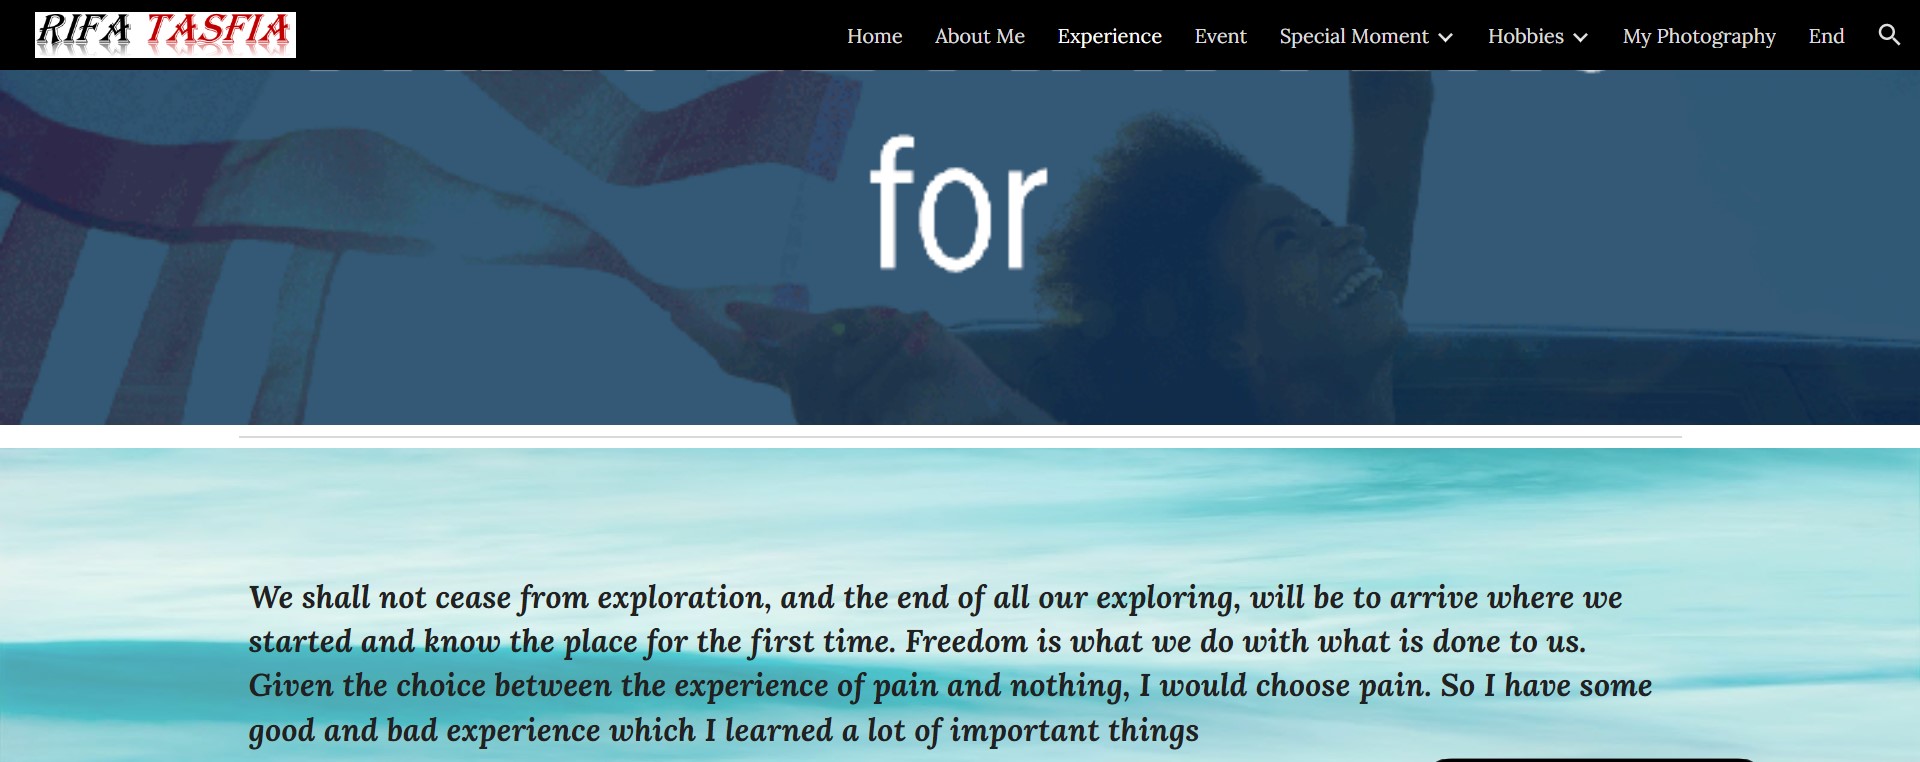 RIFA TASFIA
Home About Me Experience Event Special Moment Hobbies My Photography End
for
We shall not cease from exploration, and the end of all our exploring, will be to arrive where we
started and know the place for the first time. Freedom is what we do with what is done to us.
Given the choice between the experience of pain and nothing, I would choose pain. So I have some
good and bad experience which I learned a lot of important things